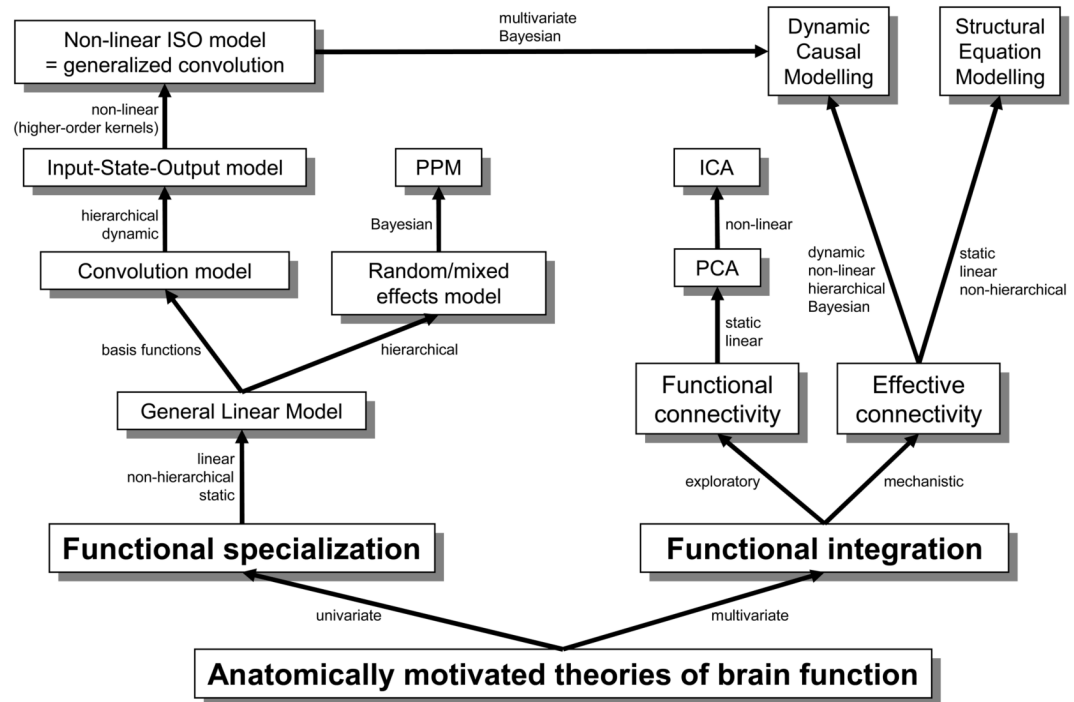 Non-linear ISO model
= generalized convolution
multivariate
Bayesian
Dynamic
Causal
Modelling
Structural
Equation
Modelling
non-linear
(higher-order kernels)
Input-State-Output model
PPM
ICA
hierarchical
dynamic
Bayesian
non-linear
Convolution model
Random/mixed
effects model
PCA
dynamic
non-linear
hierarchical
Bayesian
static
linear
non-hierarchical
basis functions
hierarchical
static
linear
General Linear Model
Functional
connectivity
Effective
connectivity
linear
non-hierarchical
static
exploratory
mechanistic
Functional specialization
Functional integration
univariate
multivariate
Anatomically motivated theories of brain function